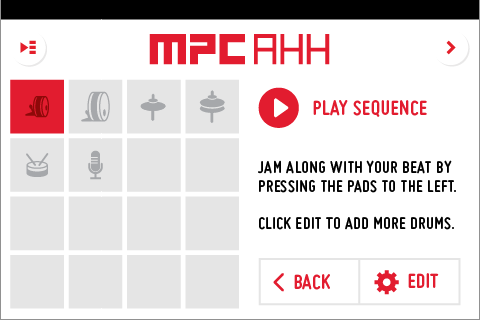 MPC AHH
PLAY SEQUENCE
JAM ALONG WITH YOUR BEAT BY
PRESSING THE PADS TO THE LEFT.
CLICK EDIT TO ADD MORE DRUMS.
BACK
EDIT